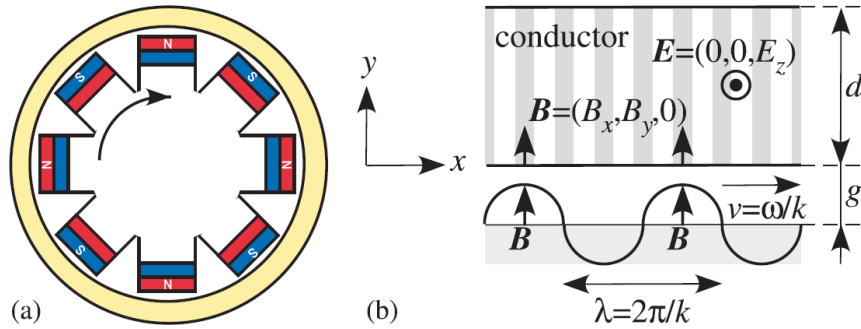 N
S
S
N
N
S
S
N
(a)
y
x
(b)
conductor
E=(0,0,E_z)
B=(B_x,B_y,0)
d
g
v=ω/k
B
B
λ=2π/k